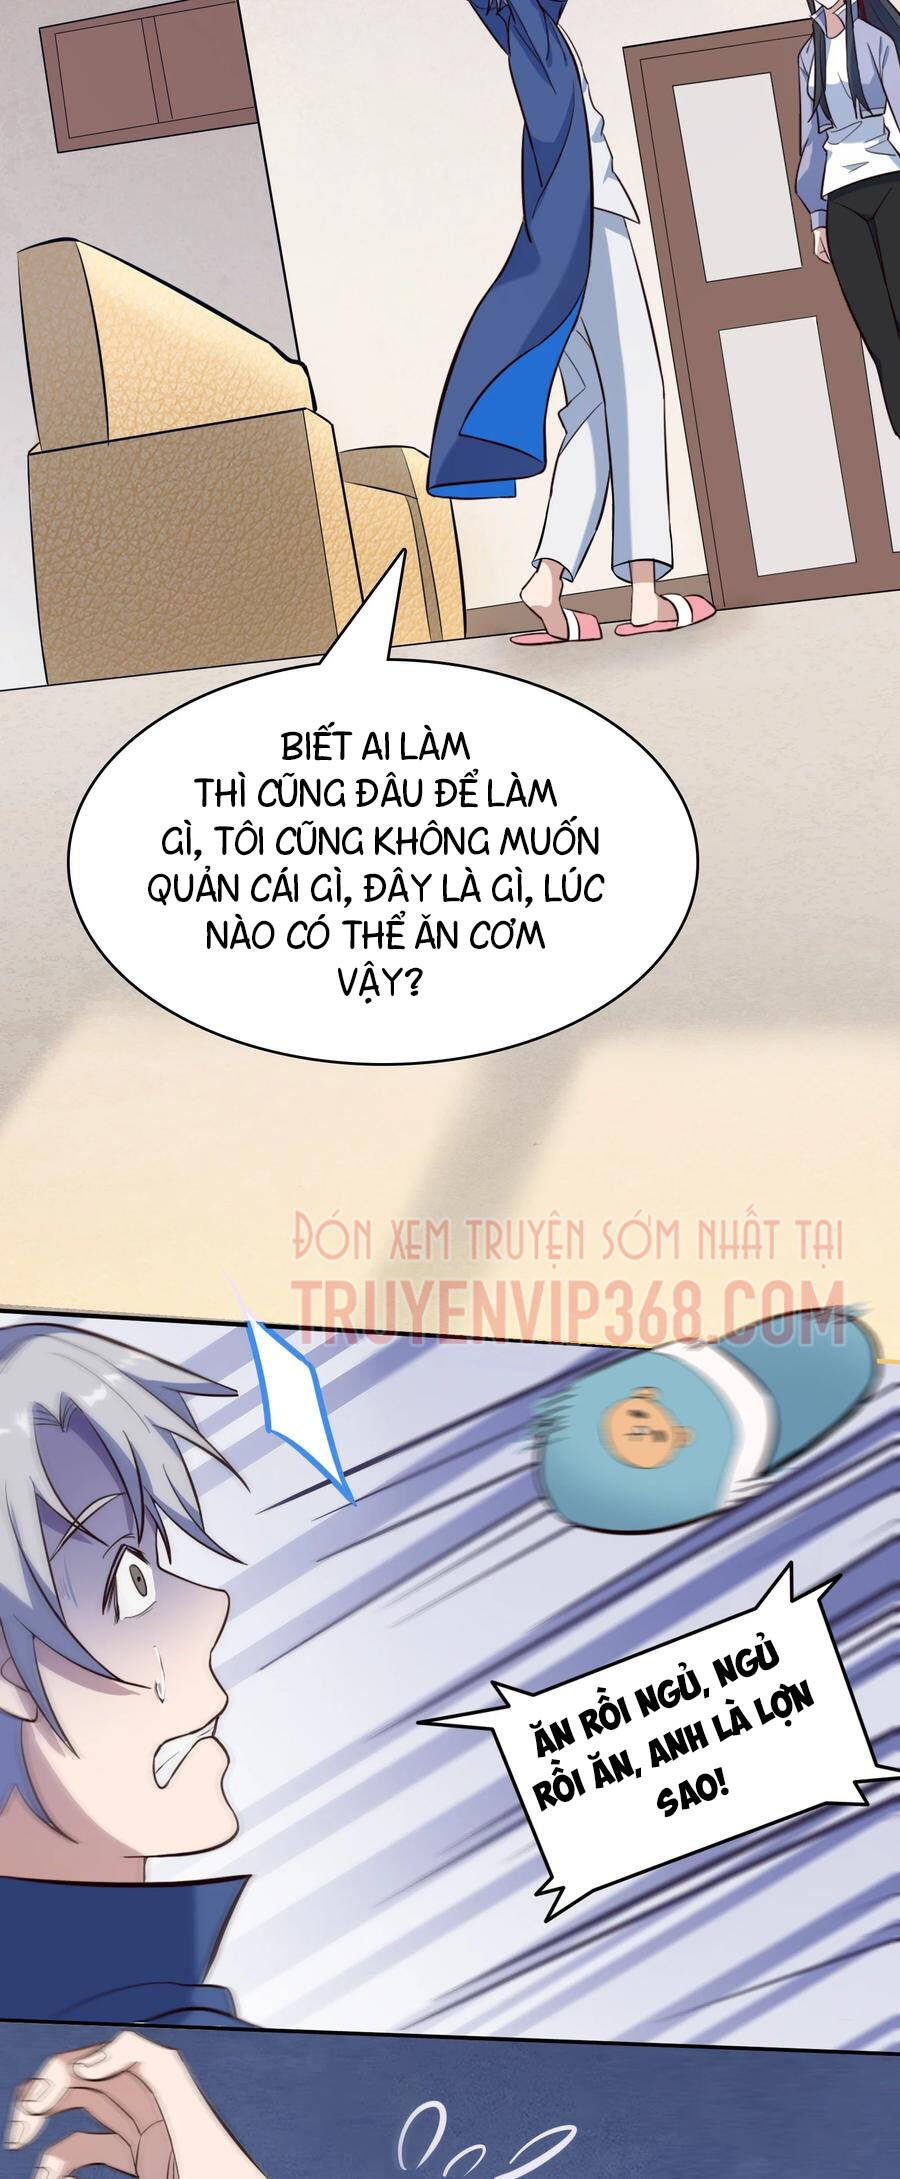 BIẾT AI LÀM
THÌ CŨNG ĐÂU ĐỂ LÀM
GÌ, TÔI CŨNG KHÔNG MUỐN
QUẢN CÁI GÌ, ĐÂY LÀ GÌ, LÚC
NÀO CÓ THỂ ĂN CƠM
VẬY?
ĐÓN XEM TRUYỆN SỚM NHẤT TẠI
TRUYENVIP368.COM
ĂN RỒI NGỦ, NGỦ
RỒI ĂN, ANH LÀ LỢN
SAO!